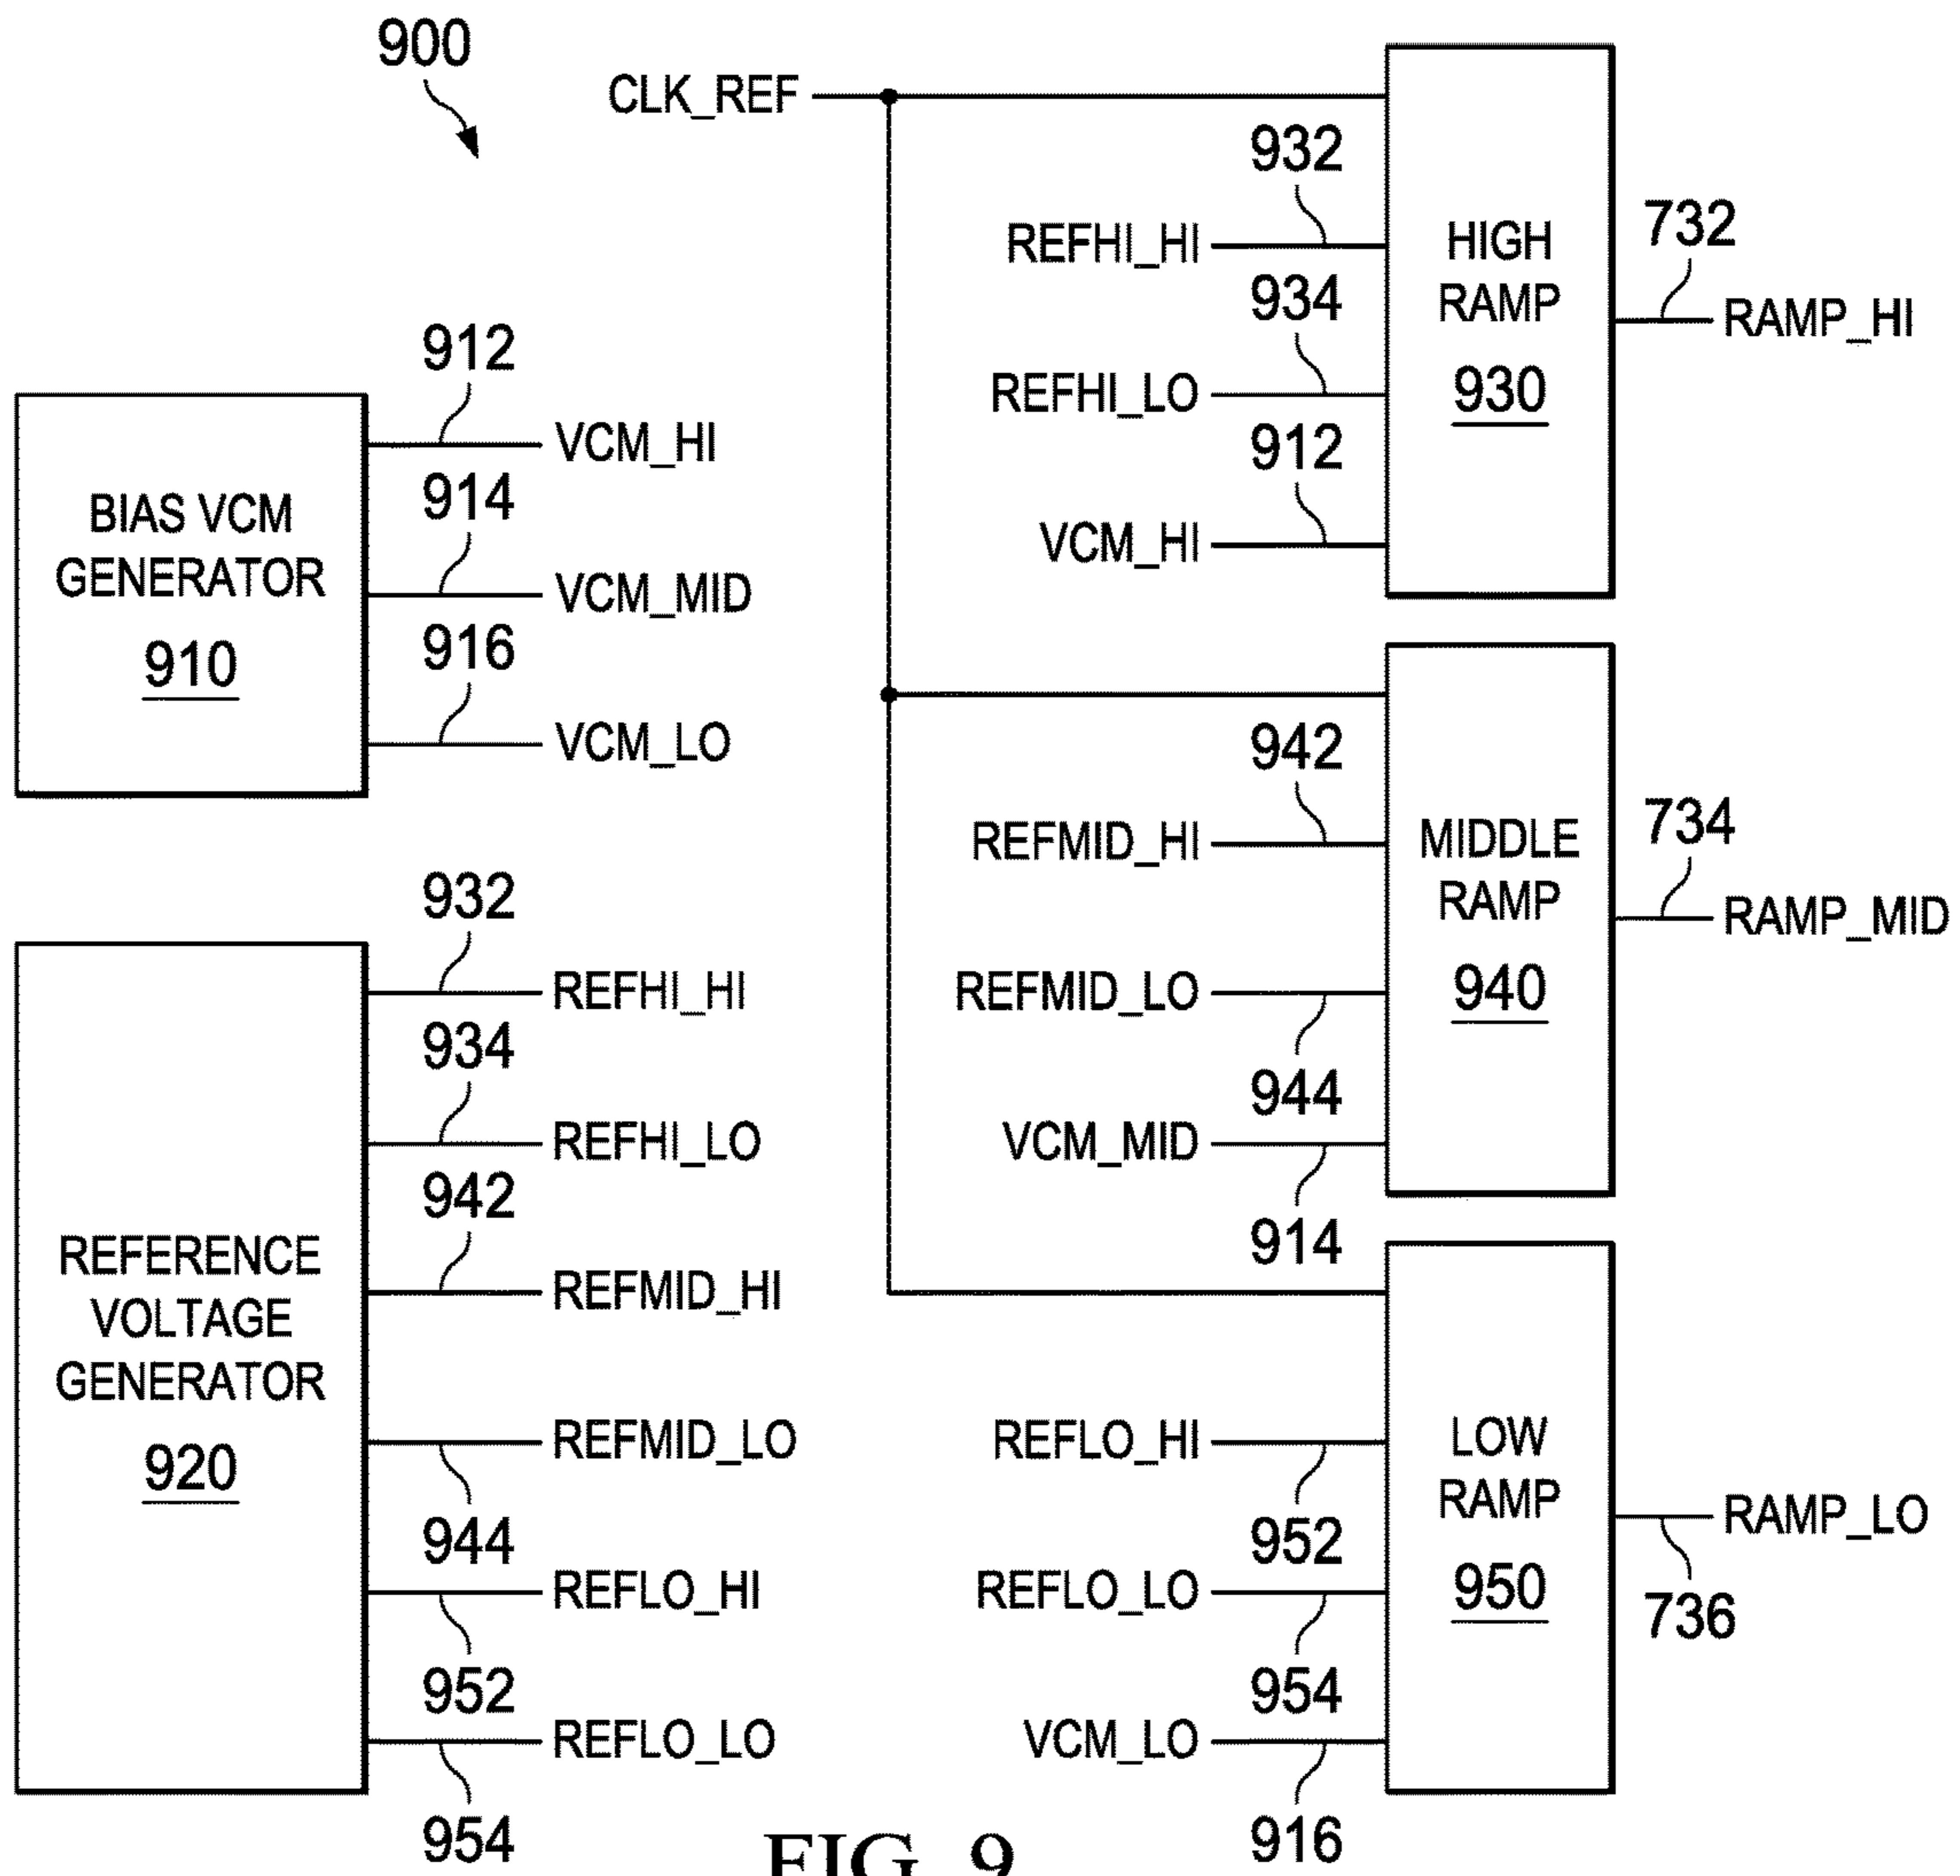 900
CLK_REF
932
REFHI_HI
934
REFHI_LO
912
VCM_HI
HIGH
RAMP
930
732
RAMP_HI
912
VCM_HI
914
VCM_MID
916
VCM_LO
BIAS VCM
GENERATOR
910
942
REFMID_HI
REFMID_LO
944
VCM_MID
914
MIDDLE
RAMP
940
734
RAMP_MID
932
REFHI_HI
934
REFHI_LO
942
REFMID_HI
REFMID_LO
944
REFLO_HI
952
REFLO_LO
954
REFERENCE
VOLTAGE
GENERATOR
920
REFLO_HI
952
REFLO_LO
954
VCM_LO
916
LOW
RAMP
950
RAMP_LO
736
FIG. 9